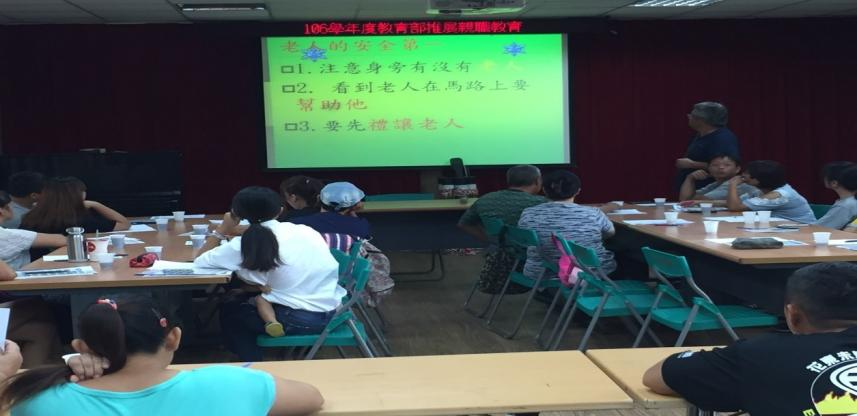 106學年度教育部推展親職教育
老人的安全第一
1.注意身旁有沒有老人
2. 看到老人在馬路上要
幫助他
3.要先禮讓老人